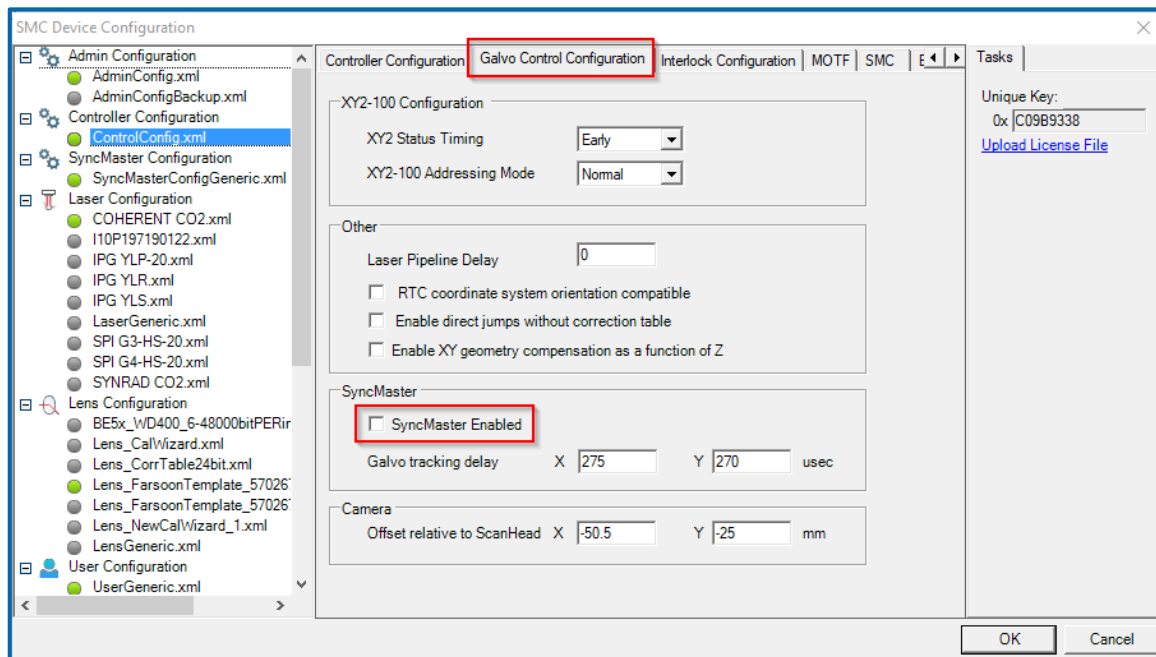 SMC Device Configuration
Admin Configuration
AdminConfig.xml
AdminConfigBackup.xml
Controller Configuration
ControlConfig.xml
SyncMaster Configuration
SyncMasterConfigGeneric.xml
Laser Configuration
COHERENT CO2.xml
I10P197190122.xml
IPG YLP-20.xml
IPG YLR.xml
IPG YLS.xml
LaserGeneric.xml
SPI G3-HS-20.xml
SPI G4-HS-20.xml
SYNRAD CO2.xml
Lens Configuration
BE5x_WD400_6-48000bitPERin
Lens_CalWizard.xml
Lens_CorrTable24bit.xml
Lens_FarsoonTemplate_57026
Lens_FarsoonTemplate_57026
Lens_NewCalWizard_1.xml
LensGeneric.xml
User Configuration
UserGeneric.xml
Controller Configuration Galvo Control Configuration Interlock Configuration MOTF SMC
XY2-100 Configuration
XY2 Status Timing Early
XY2-100 Addressing Mode Normal
Other
Laser Pipeline Delay 0
RTC coordinate system orientation compatible
Enable direct jumps without correction table
Enable XY geometry compensation as a function of Z
SyncMaster
SyncMaster Enabled
Galvo tracking delay X 275 Y 270 usec
Camera
Offset relative to ScanHead X -50.5 Y -25 mm
Tasks
Unique Key:
0x C09B9338
Upload License File
OK Cancel